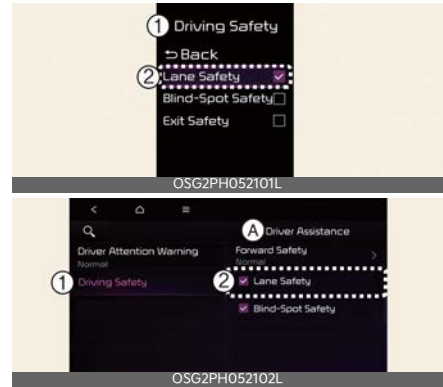 ① Driving Safety
⮌Back
② Lane Safety
Blind-Spot Safety
Exit Safety
OSG2PH052101L
Ⓐ Driver Assistance
Driver Attention Warning
Normal
① Driving Safety
Forward Safety
Normal
② Lane Safety
Blind-Spot Safety
OSG2PH052102L